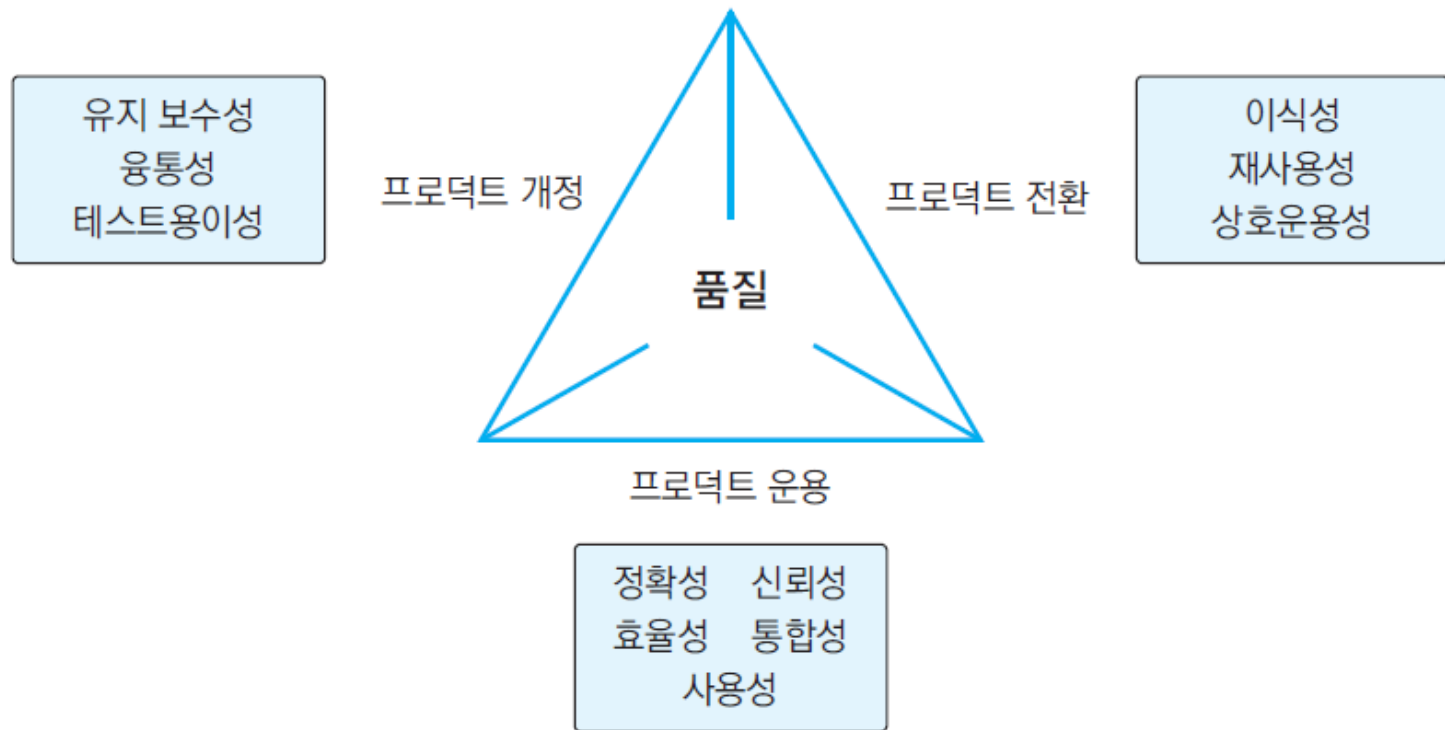 유지 보수성
융통성
테스트용이성
프로덕트 개정
프로덕트 전환
이식성
재사용성
상호운용성
품질
프로덕트 운용
정확성 신뢰성
효율성 통합성
사용성